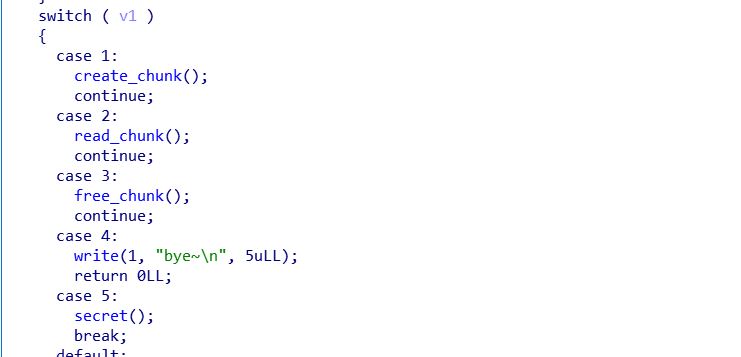 switch ( v1 )
{
case 1:
create_chunk();
continue;
case 2:
read_chunk();
continue;
case 3:
free_chunk();
continue;
case 4:
write(1, "bye~\n", 5uLL);
return 0LL;
case 5:
secret();
break;
default: